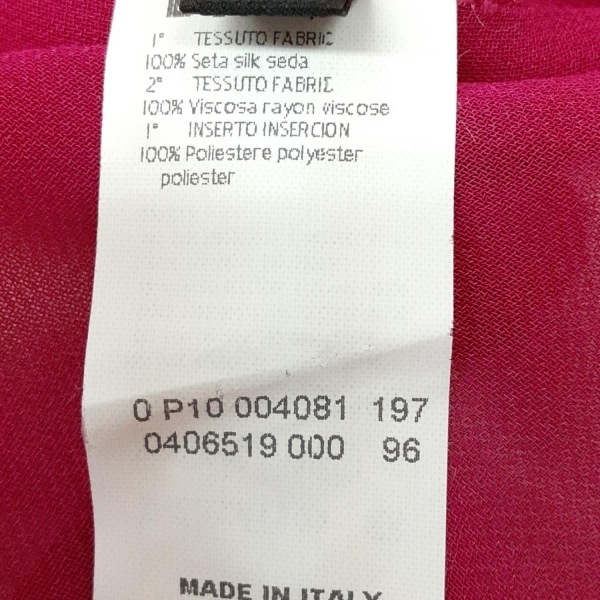 1° TESSUTO FABRIC
100% Seta silk seda
2° TESSUTO FABRIC
100% Viscosa rayon viscose
1° INSERTO INSERCION
100% Poliestere polyester
poliester
0 P10 004081 197
0406519 000 96
MADE IN ITALY